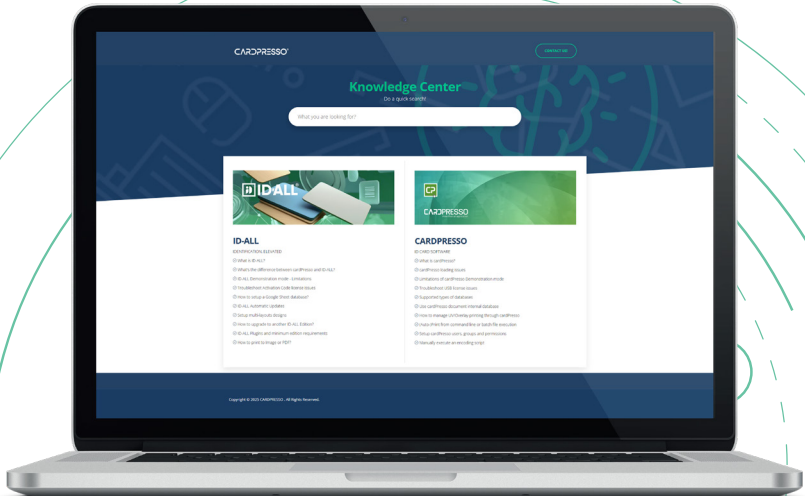 CARDPRESSO
CONTACT US!
Knowledge Center
Do a quick search!
What you are looking for?
ID-ALL
CP
CARDPRESSO
ID-ALL
IDENTIFICATION, ELEVATED
What is ID-ALL?
What's the difference between cardPresso and ID-ALL?
ID-ALL Demonstration mode - Limitations
Troubleshoot Activation Code license issues
How to setup a Google Sheet database?
ID-ALL Automatic Updates
Setup multi-layouts designs
How to upgrade to another ID-ALL Edition?
ID-ALL Plugins and minimum edition requirements
How to print to Image or PDF?
CARDPRESSO
ID CARD SOFTWARE
What is cardPresso?
cardPresso loading issues
Limitations of cardPresso Demonstration mode
Troubleshoot USB license issues
Supported types of databases
Use cardPresso document internal database
How to manage UV/Overlay printing through cardPresso
Auto-Print from command line or batch file execution
Setup cardPresso users, groups and permissions
Manually execute an encoding script
Copyright © 2025 CARDPRESSO . All Rights Reserved.